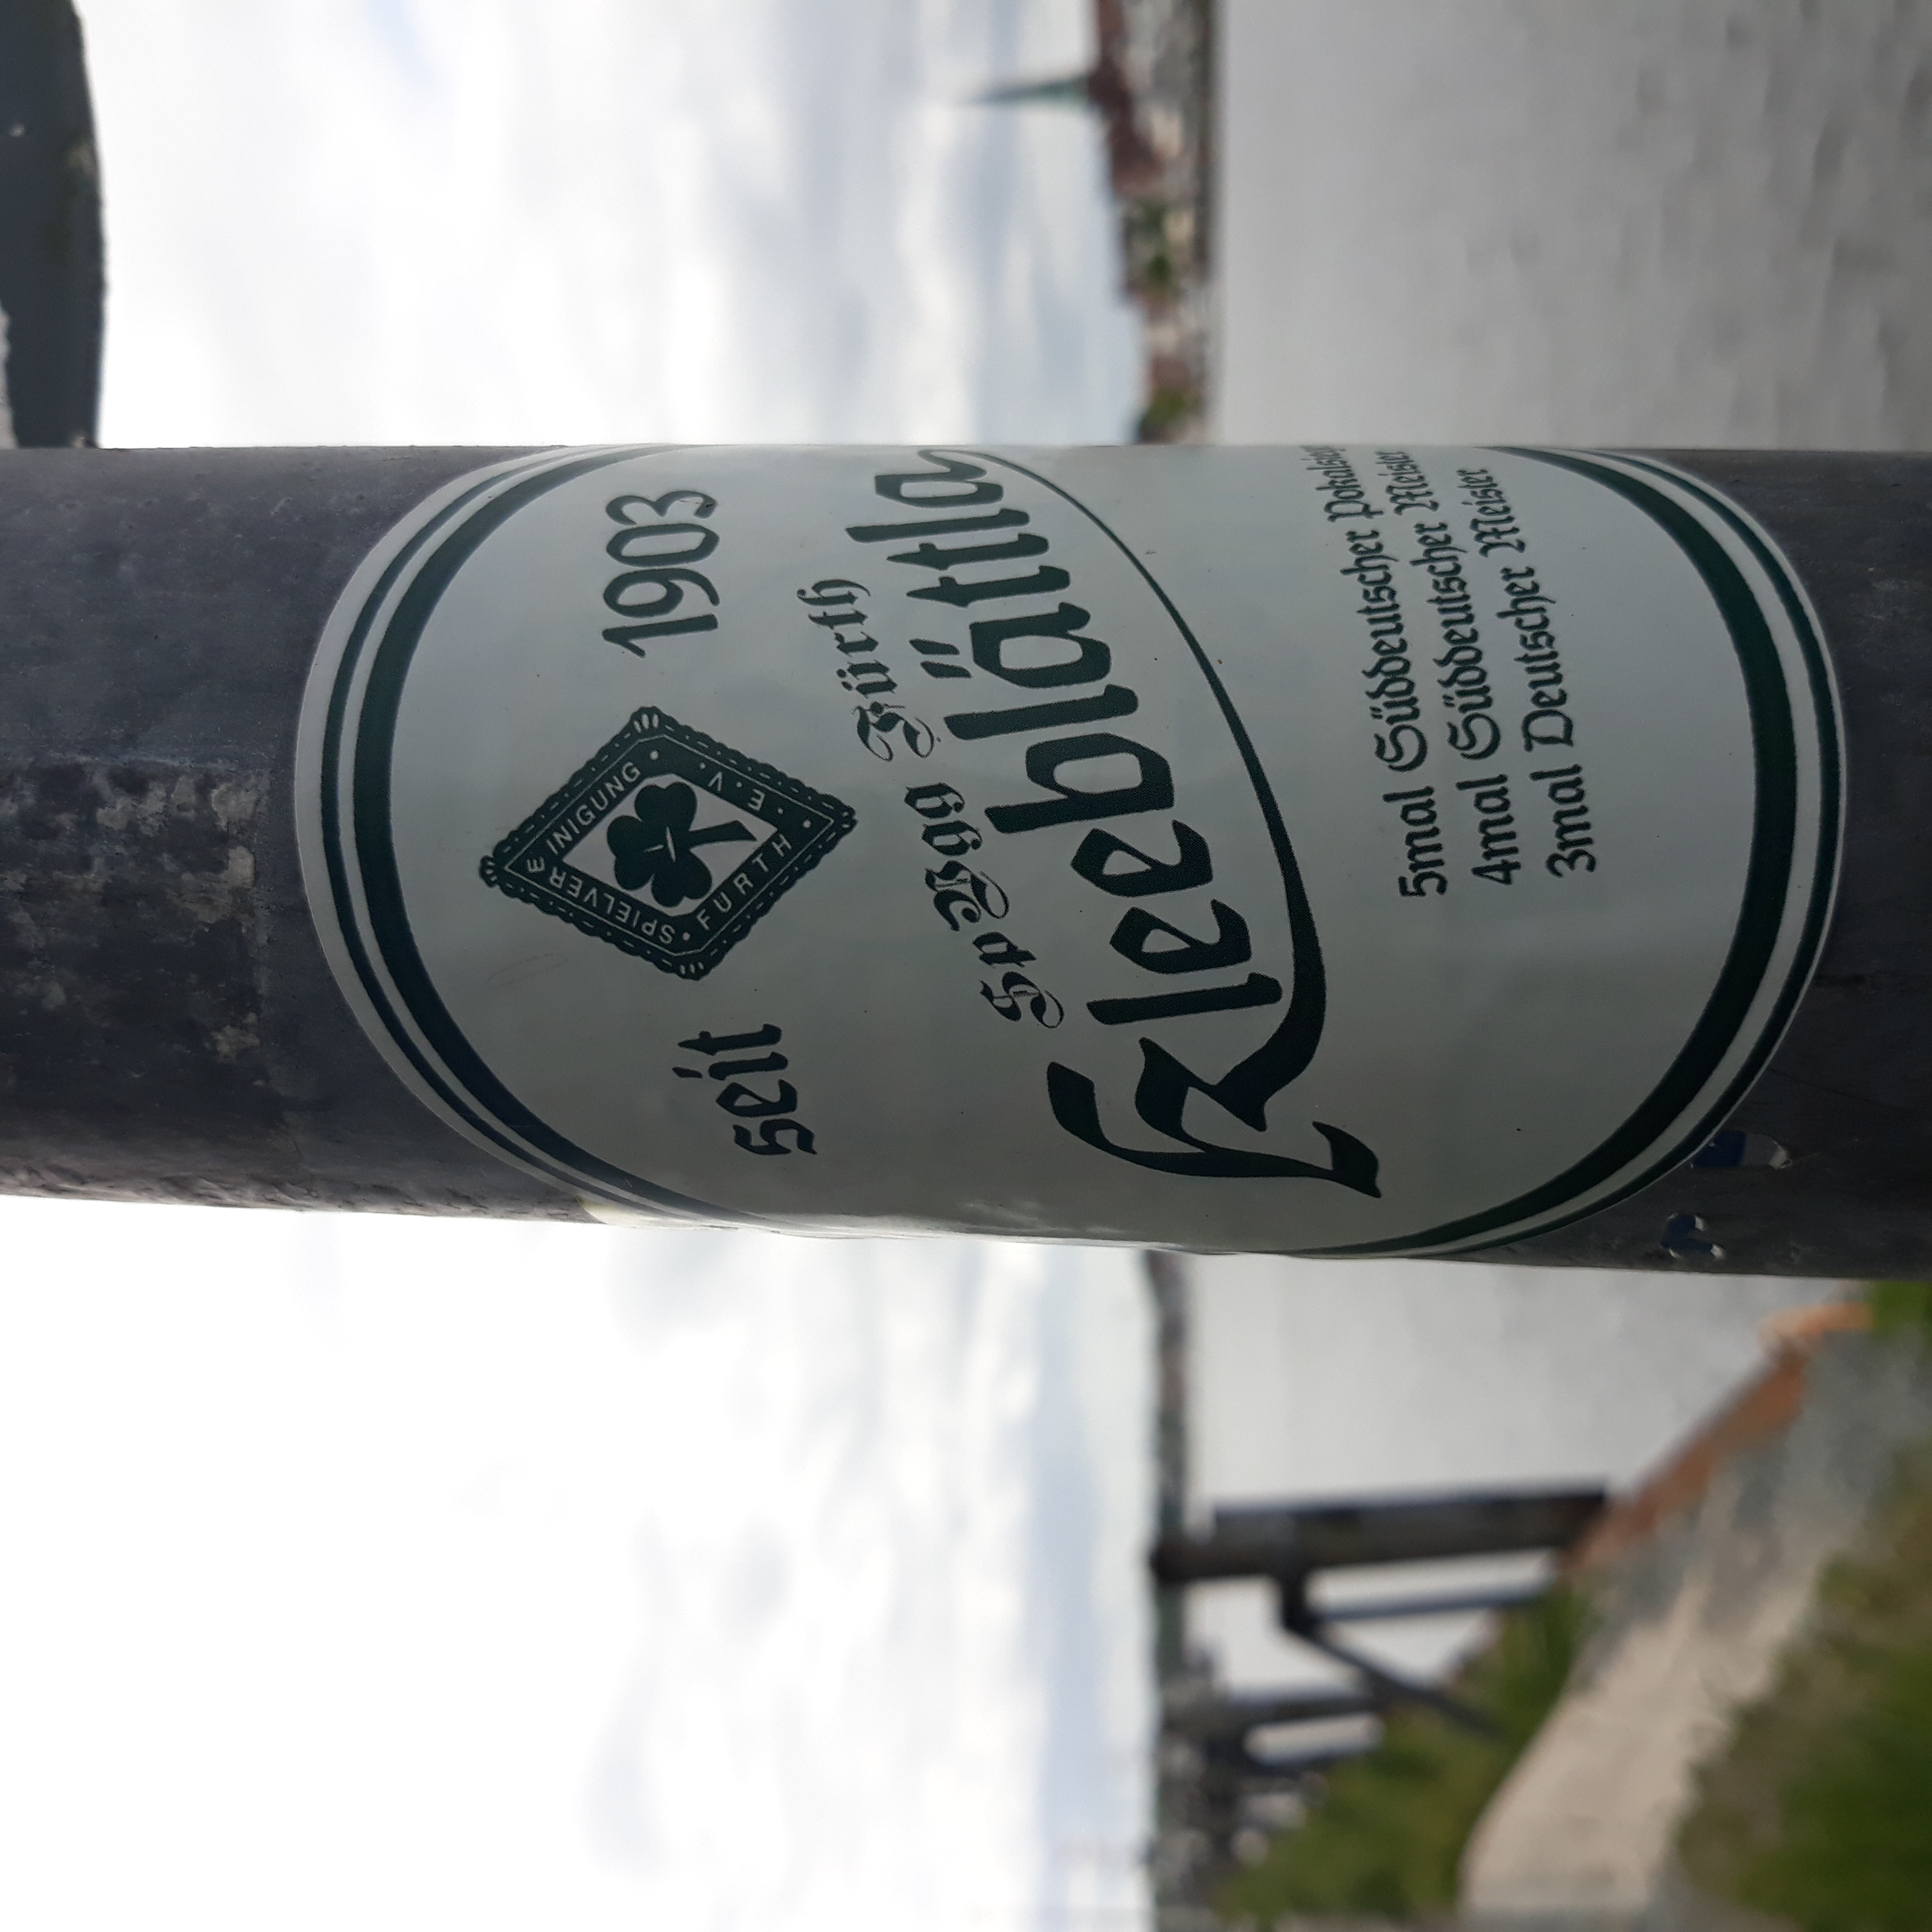 seit 1903
SPIELVEREINIGUNG
FÜRTH · E. V.
SpVgg Fürth
Kleeblättla
5mal Süddeutscher
4mal Süddeutscher Meister
3mal Deutscher Meister